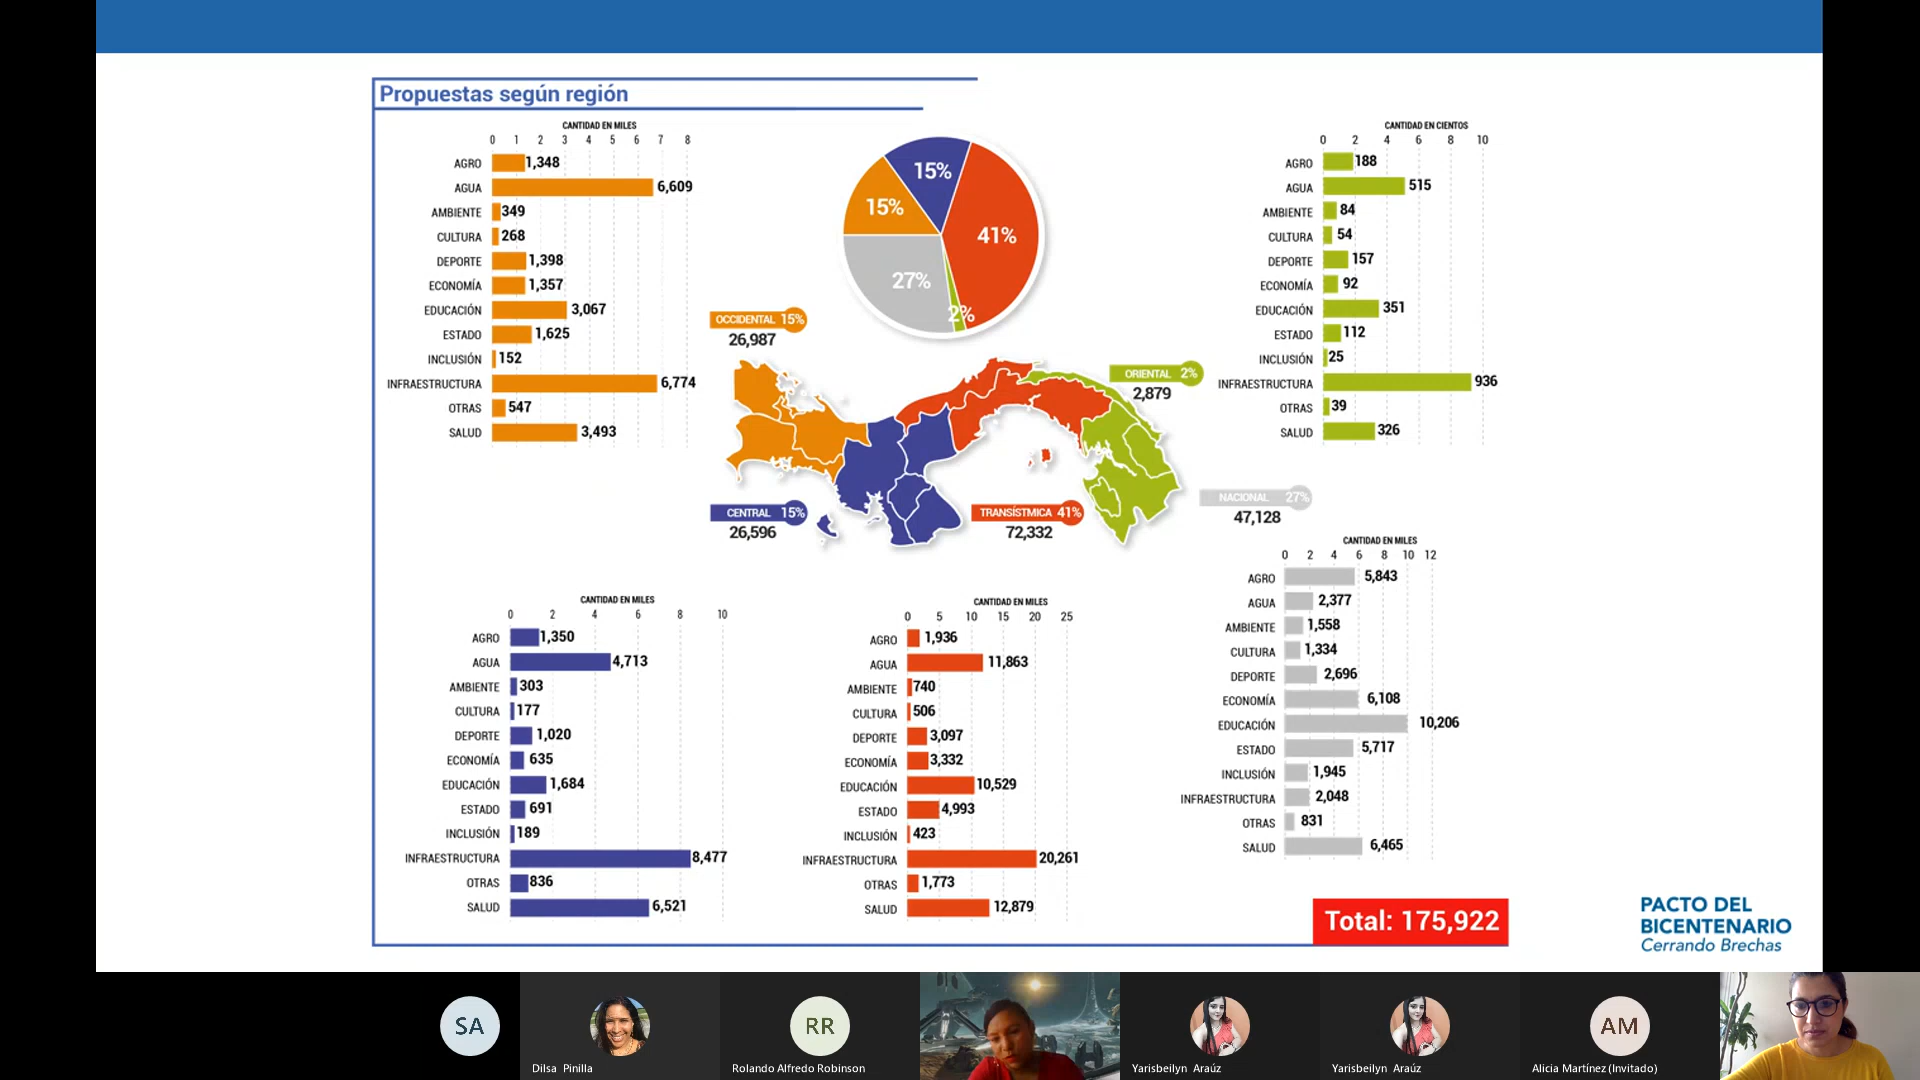 Propuestas según región
CANTIDAD EN MILES
0 1 2 3 4 5 6 7 8
AGRO 1,348
AGUA 6,609
AMBIENTE 349
CULTURA 268
DEPORTE 1,398
ECONOMÍA 1,357
EDUCACIÓN 3,067
ESTADO 1,625
INCLUSIÓN 152
INFRAESTRUCTURA 6,774
OTRAS 547
SALUD 3,493
15%
15%
41%
27%
2%
CANTIDAD EN CIENTOS
0 2 4 6 8 10
AGRO 188
AGUA 515
AMBIENTE 84
CULTURA 54
DEPORTE 157
ECONOMÍA 92
EDUCACIÓN 351
ESTADO 112
INCLUSIÓN 25
INFRAESTRUCTURA 936
OTRAS 39
SALUD 326
OCCIDENTAL 15%
26,987
ORIENTAL 2%
2,879
CENTRAL 15%
26,596
TRANSÍSTMICA 41%
72,332
NACIONAL 27%
47,128
CANTIDAD EN MILES
0 2 4 6 8 10
AGRO 1,350
AGUA 4,713
AMBIENTE 303
CULTURA 177
DEPORTE 1,020
ECONOMÍA 635
EDUCACIÓN 1,684
ESTADO 691
INCLUSIÓN 189
INFRAESTRUCTURA 8,477
OTRAS 836
SALUD 6,521
CANTIDAD EN MILES
0 5 10 15 20 25
AGRO 1,936
AGUA 11,863
AMBIENTE 740
CULTURA 506
DEPORTE 3,097
ECONOMÍA 3,332
EDUCACIÓN 10,529
ESTADO 4,993
INCLUSIÓN 423
INFRAESTRUCTURA 20,261
OTRAS 1,773
SALUD 12,879
CANTIDAD EN MILES
0 2 4 6 8 10 12
AGRO 5,843
AGUA 2,377
AMBIENTE 1,558
CULTURA 1,334
DEPORTE 2,696
ECONOMÍA 6,108
EDUCACIÓN 10,206
ESTADO 5,717
INCLUSIÓN 1,945
INFRAESTRUCTURA 2,048
OTRAS 831
SALUD 6,465
Total: 175,922
PACTO DEL
BICENTENARIO
Cerrando Brechas
SA
RR
AM
Dilsa Pinilla
Rolando Alfredo Robinson
Yarisbeilyn Araúz
Yarisbeilyn Araúz
Alicia Martínez (Invitado)